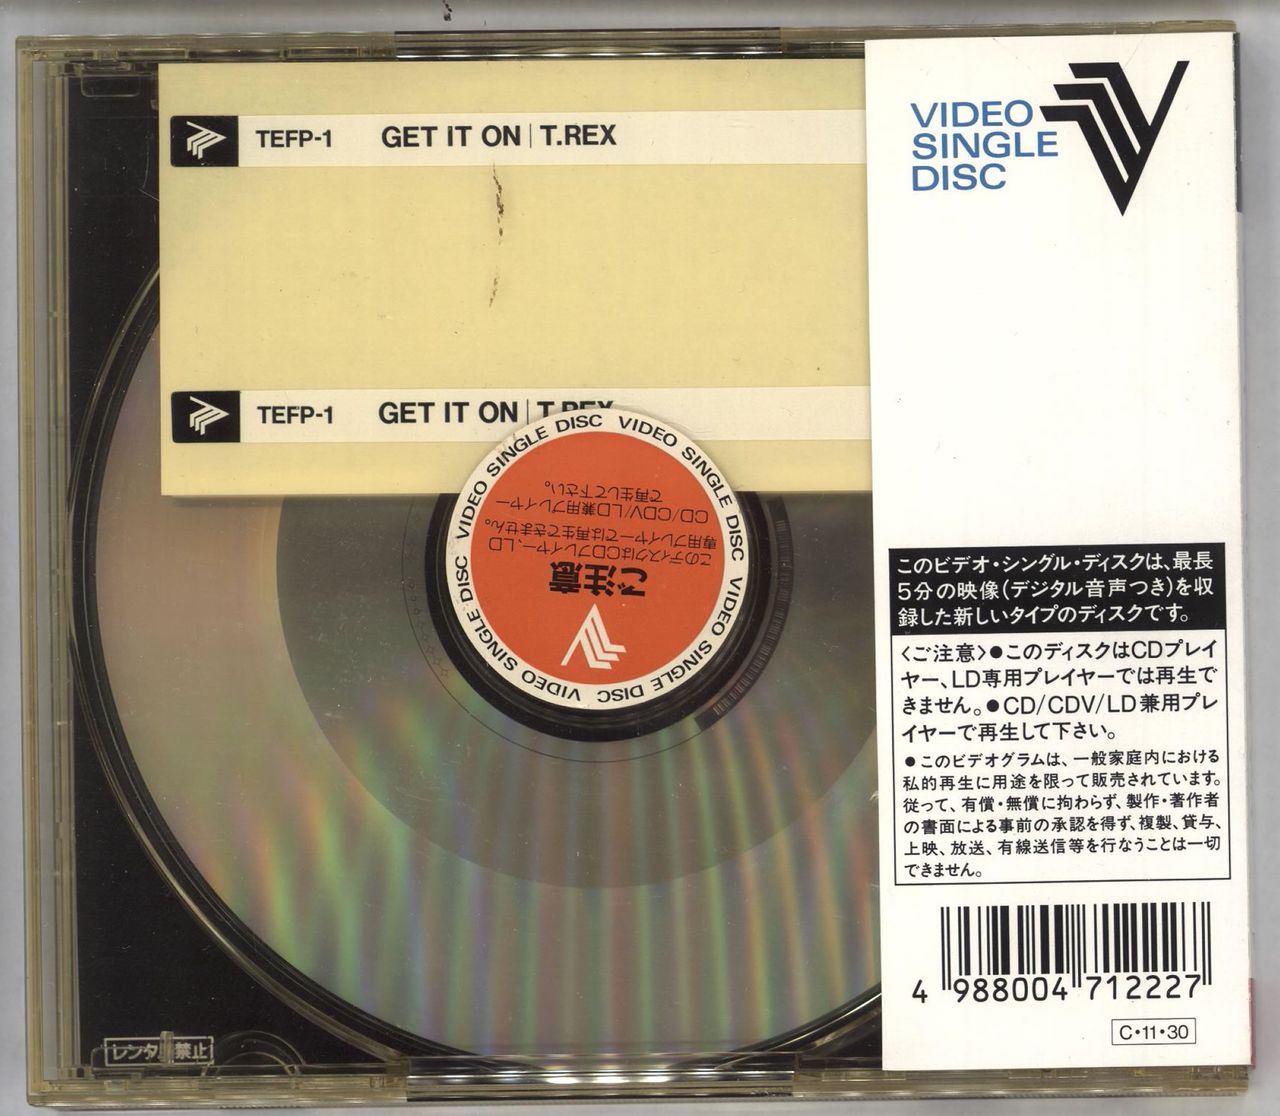 TEFP-1 GET IT ON | T.REX
TEFP-1 GET IT ON | T.REX
VIDEO SINGLE DISC VIDEO SINGLE DISC VIDEO SINGLE DISC VIDEO SINGLE DISC
ご注意
このディスクはCDプレイヤー、LD
専用プレイヤーでは再生できません。
CD/CDV/LD兼用プレイヤー
で再生して下さい。
レンタル禁止
VIDEO
SINGLE
DISC
このビデオ・シングル・ディスクは、最長
5分の映像(デジタル音声つき)を収
録した新しいタイプのディスクです。
〈ご注意〉●このディスクはCDプレイ
ヤー、LD専用プレイヤーでは再生で
きません。●CD/CDV/LD兼用プレ
イヤーで再生して下さい。
●このビデオグラムは、一般家庭内における
私的再生に用途を限って販売されています。
従って、有償・無償に拘わらず、製作・著作者
の書面による事前の承認を得ず、複製、貸与、
上映、放送、有線送信等を行なうことは一切
できません。
4 988004 712227
C・11・30